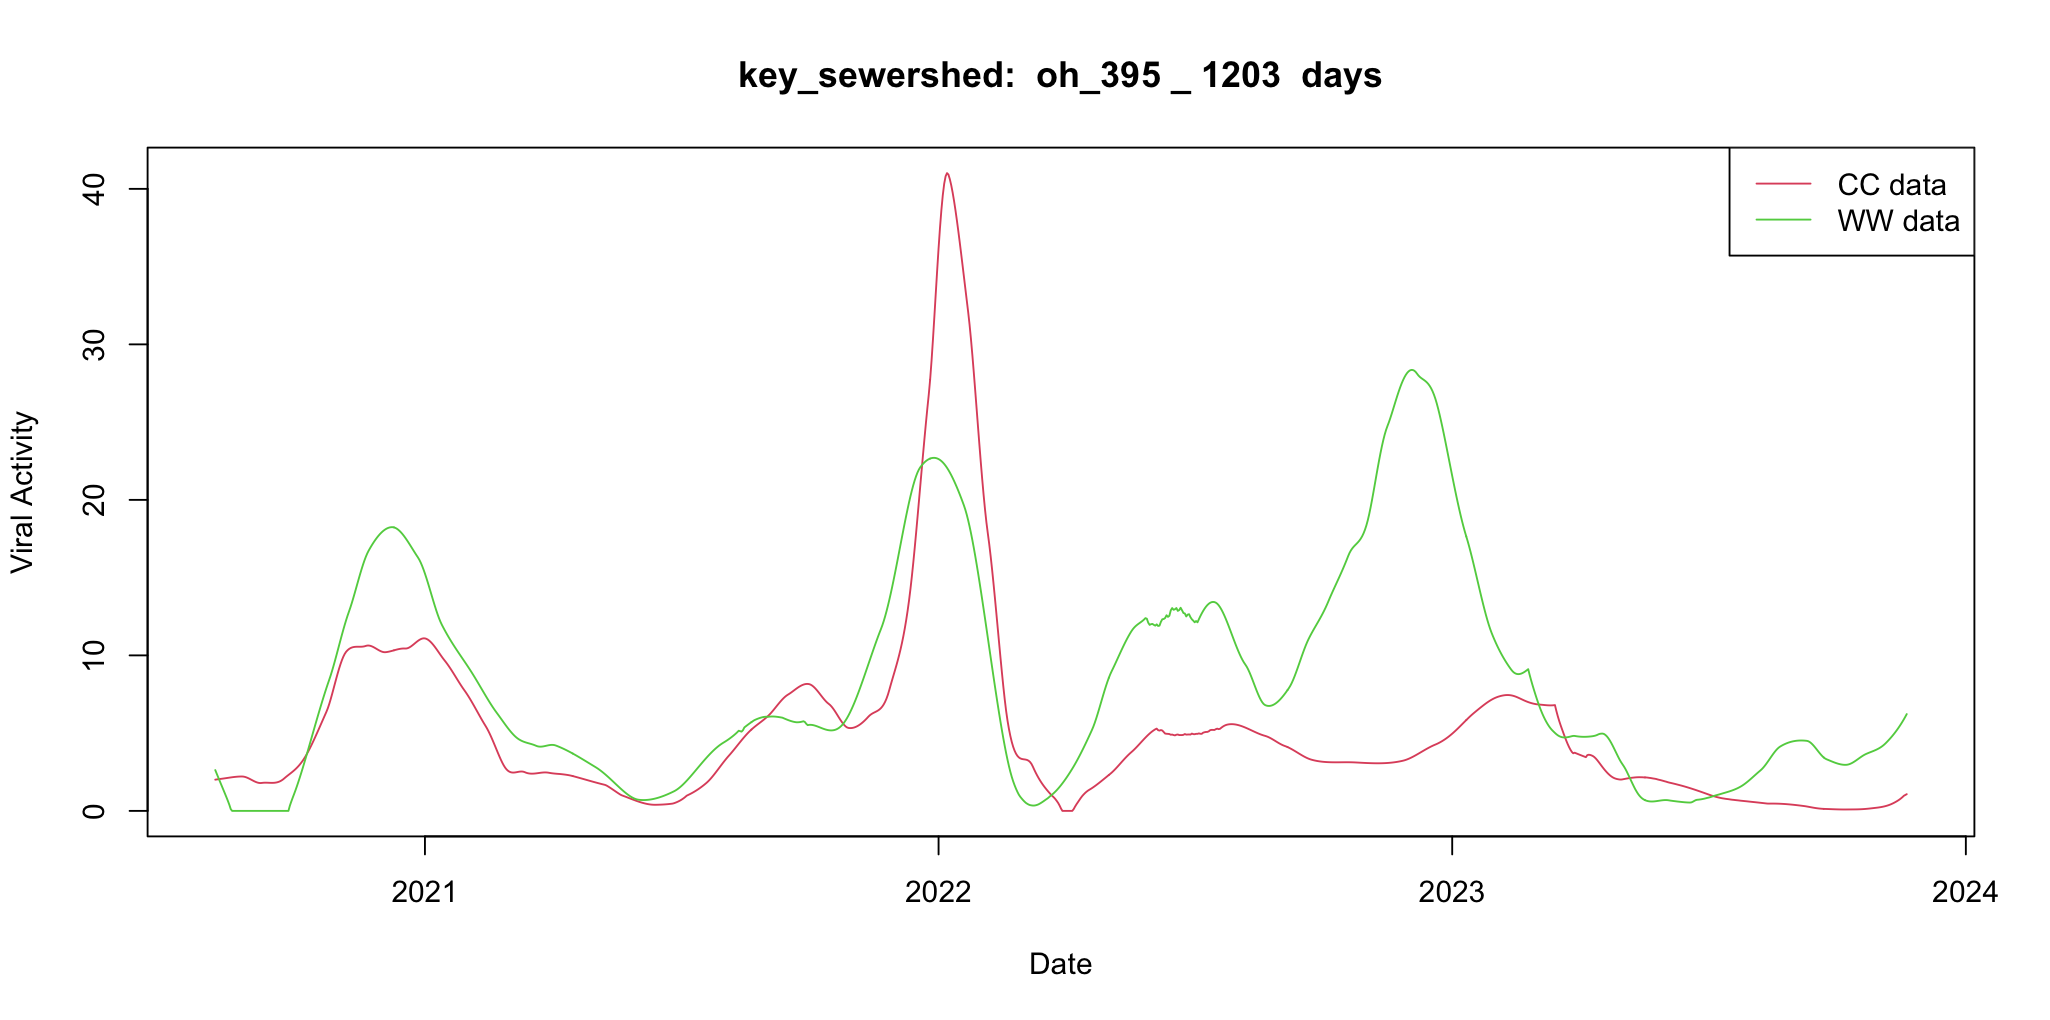 key_sewershed: oh_395 _ 1203 days
CC data
WW data
Viral Activity
40
30
20
10
0
2021 2022 2023 2024
Date